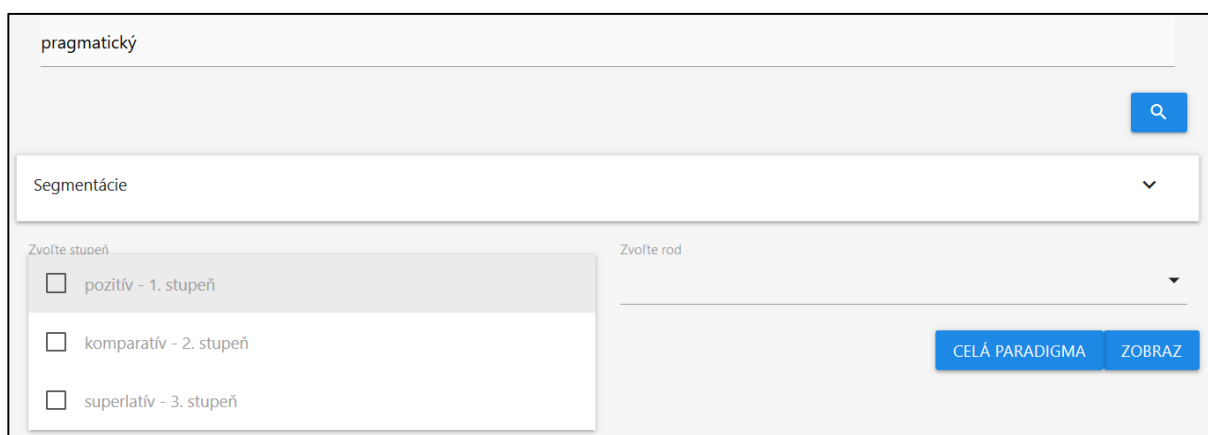 pragmatický
Segmentácie
Zvoľte stupeň
Zvoľte rod
pozitív - 1. stupeň
komparatív - 2. stupeň
superlatív - 3. stupeň
CELÁ PARADIGMA
ZOBRAZ